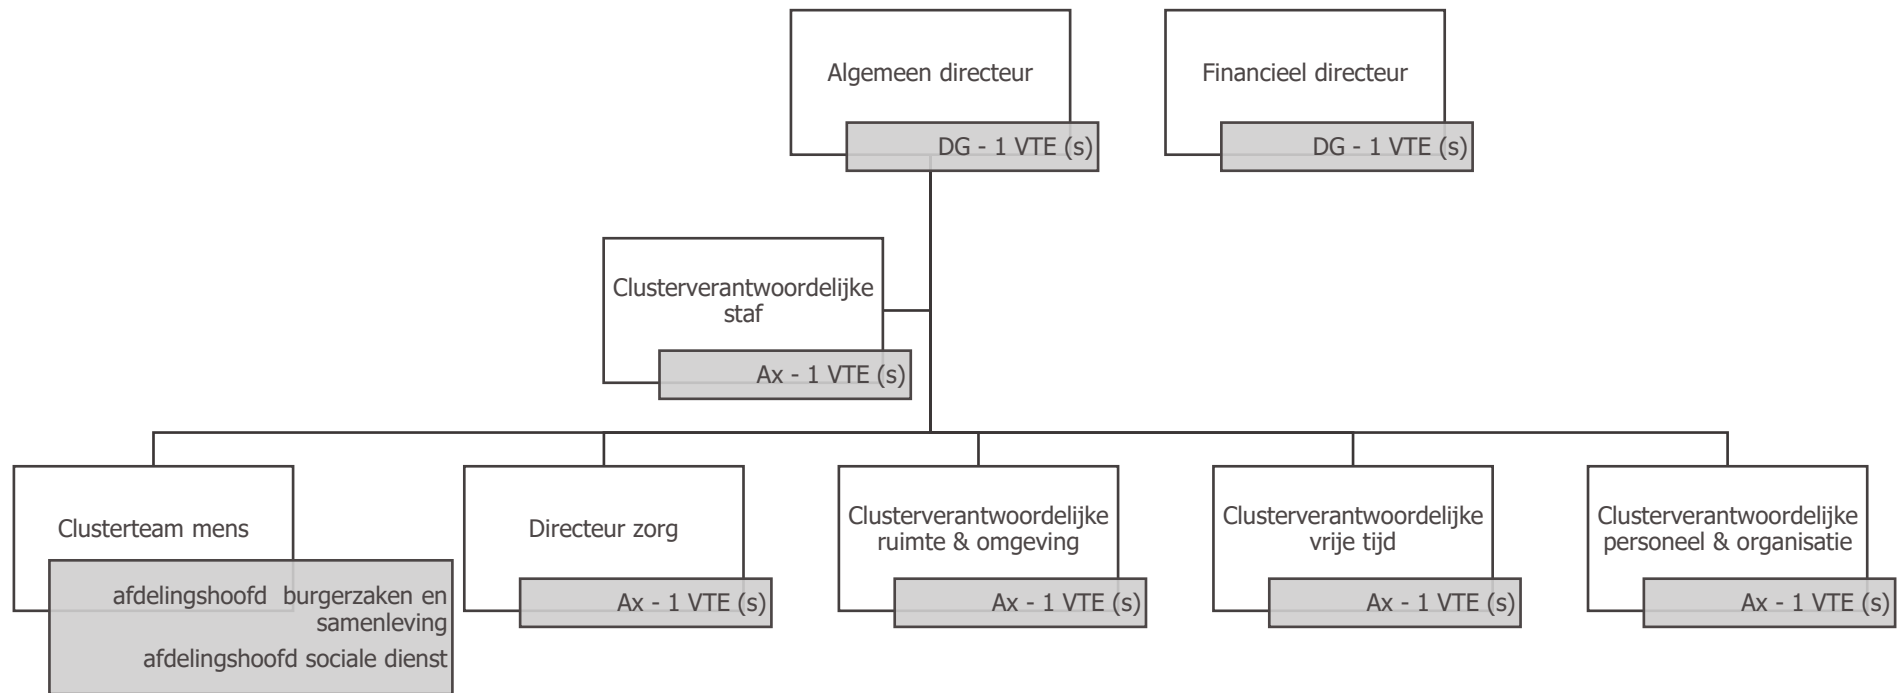 Algemeen directeur
DG - 1 VTE (s)
Financieel directeur
DG - 1 VTE (s)
Clusterverantwoordelijke
staf
Ax - 1 VTE (s)
Clusterteam mens
afdelingshoofd  burgerzaken en
samenleving
afdelingshoofd sociale dienst
Directeur zorg
Ax - 1 VTE (s)
Clusterverantwoordelijke
ruimte & omgeving
Ax - 1 VTE (s)
Clusterverantwoordelijke
vrije tijd
Ax - 1 VTE (s)
Clusterverantwoordelijke
personeel & organisatie
Ax - 1 VTE (s)